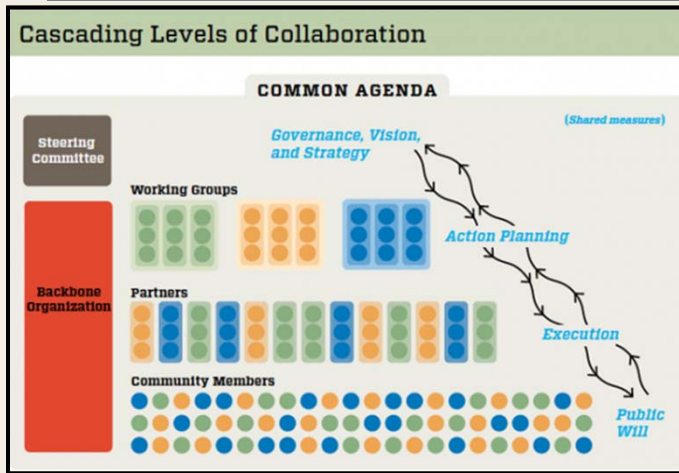 Cascading Levels of Collaboration
COMMON AGENDA
Steering
Committee
Governance, Vision,
and Strategy
(Shared measures)
Working Groups
Action Planning
Backbone
Organization
Partners
Execution
Community Members
Public
Will